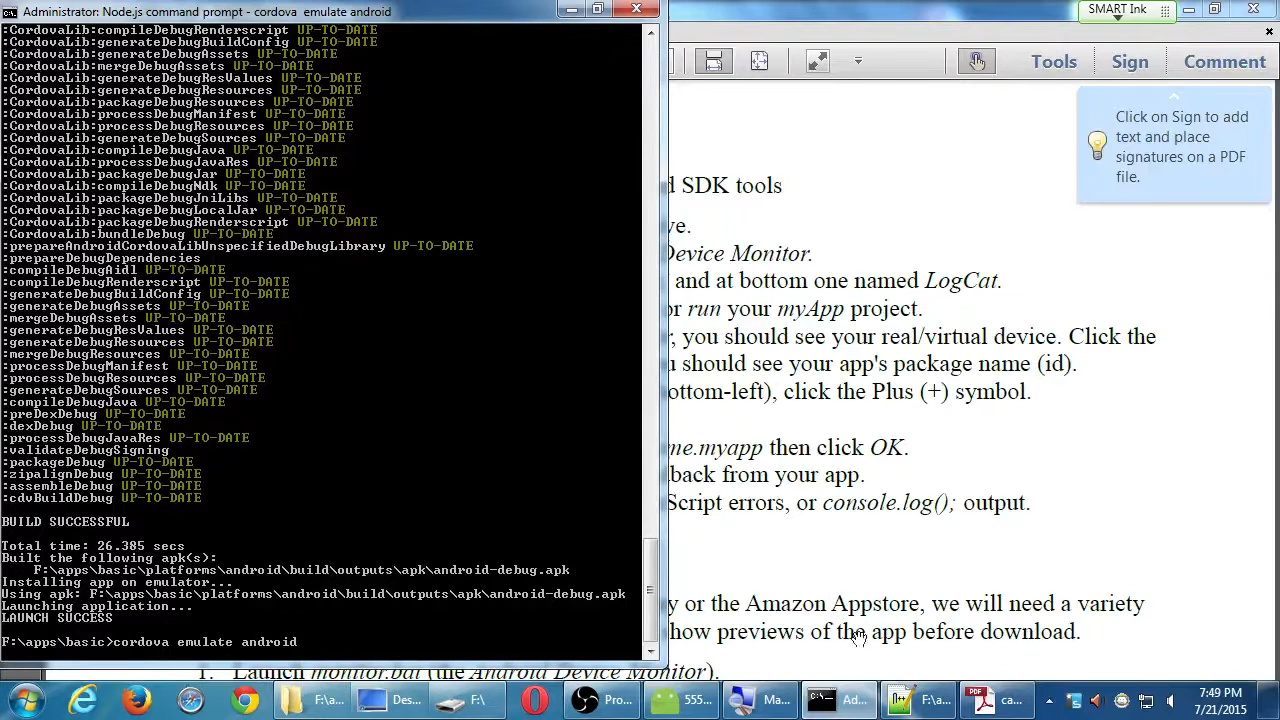 Administrator: Node.js command prompt - cordova emulate android
SMART Ink
:CordovaLib:compileDebugRenderscript UP-TO-DATE
:CordovaLib:generateDebugBuildConfig UP-TO-DATE
:CordovaLib:generateDebugAssets UP-TO-DATE
:CordovaLib:mergeDebugAssets UP-TO-DATE
:CordovaLib:generateDebugResValues UP-TO-DATE
:CordovaLib:generateDebugResources UP-TO-DATE
:CordovaLib:packageDebugResources UP-TO-DATE
:CordovaLib:processDebugManifest UP-TO-DATE
:CordovaLib:processDebugResources UP-TO-DATE
:CordovaLib:generateDebugSources UP-TO-DATE
:CordovaLib:compileDebugJava UP-TO-DATE
:CordovaLib:processDebugJavaRes UP-TO-DATE
:CordovaLib:packageDebugJar UP-TO-DATE
:CordovaLib:compileDebugNdk UP-TO-DATE
:CordovaLib:packageDebugJniLibs UP-TO-DATE
:CordovaLib:packageDebugLocalJar UP-TO-DATE
:CordovaLib:packageDebugRenderscript UP-TO-DATE
:CordovaLib:bundleDebug UP-TO-DATE
:prepareAndroidCordovaLibUnspecifiedDebugLibrary UP-TO-DATE
:prepareDebugDependencies
:compileDebugAidl UP-TO-DATE
:compileDebugRenderscript UP-TO-DATE
:generateDebugBuildConfig UP-TO-DATE
:generateDebugAssets UP-TO-DATE
:mergeDebugAssets UP-TO-DATE
:generateDebugResValues UP-TO-DATE
:generateDebugResources UP-TO-DATE
:mergeDebugResources UP-TO-DATE
:processDebugManifest UP-TO-DATE
:processDebugResources UP-TO-DATE
:generateDebugSources UP-TO-DATE
:compileDebugJava UP-TO-DATE
:preDexDebug UP-TO-DATE
:dexDebug UP-TO-DATE
:processDebugJavaRes UP-TO-DATE
:validateDebugSigning
:packageDebug UP-TO-DATE
:zipalignDebug UP-TO-DATE
:assembleDebug UP-TO-DATE
:cdvBuildDebug UP-TO-DATE
BUILD SUCCESSFUL
Total time: 26.385 secs
Built the following apk(s):
F:\apps\basic\platforms\android\build\outputs\apk\android-debug.apk
Installing app on emulator...
Using apk: F:\apps\basic\platforms\android\build\outputs\apk\android-debug.apk
Launching application...
LAUNCH SUCCESS
F:\apps\basic>cordova emulate android
Tools
Sign
Comment
Click on Sign to add
text and place
signatures on a PDF
file.
d SDK tools
ve.
Device Monitor.
and at bottom one named LogCat.
or run your myApp project.
r, you should see your real/virtual device. Click the
u should see your app's package name (id).
ottom-left), click the Plus (+) symbol.
me.myapp then click OK.
back from your app.
Script errors, or console.log(); output.
y or the Amazon Appstore, we will need a variety
how previews of the app before download.
1. Launch monitor.bat (the Android Device Monitor).
F:\a...
Des...
F:\
Pro...
555...
Ma...
Ad...
F:\a...
ca...
7:49 PM
7/21/2015